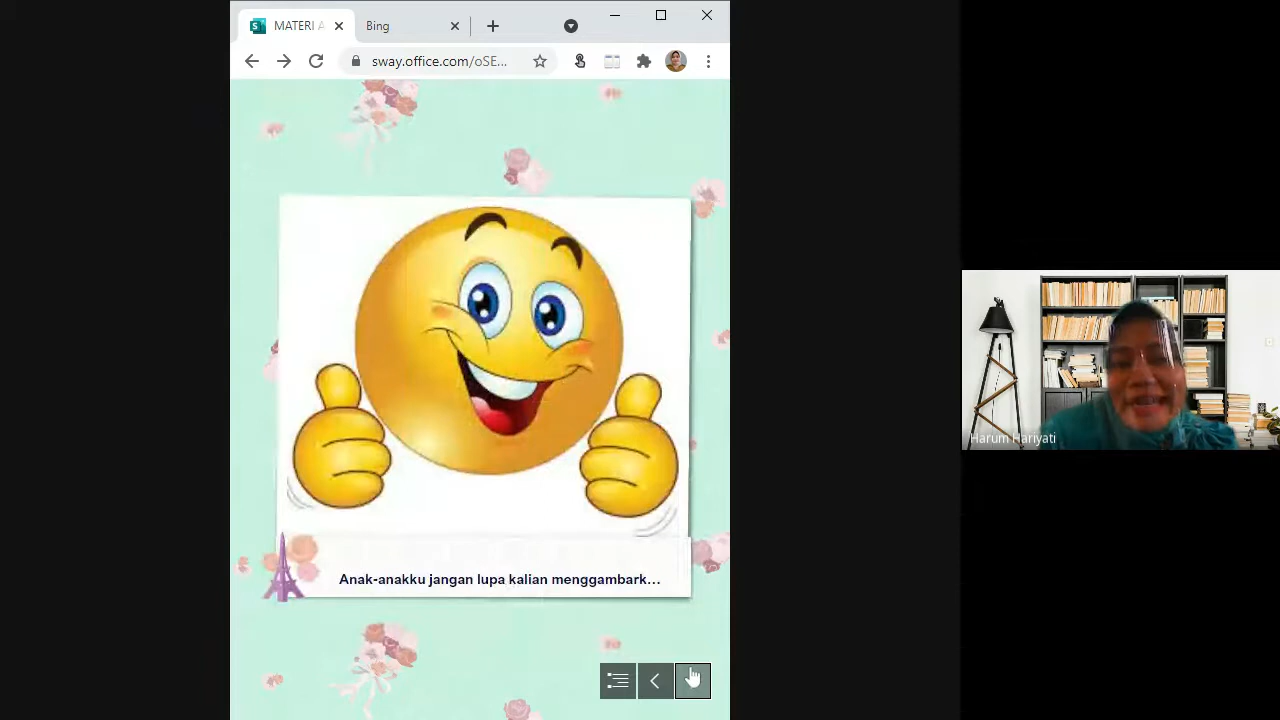 MATERI A
Bing
sway.office.com/oSE...
Anak-anakku jangan lupa kalian menggambark...
Harum Hariyati